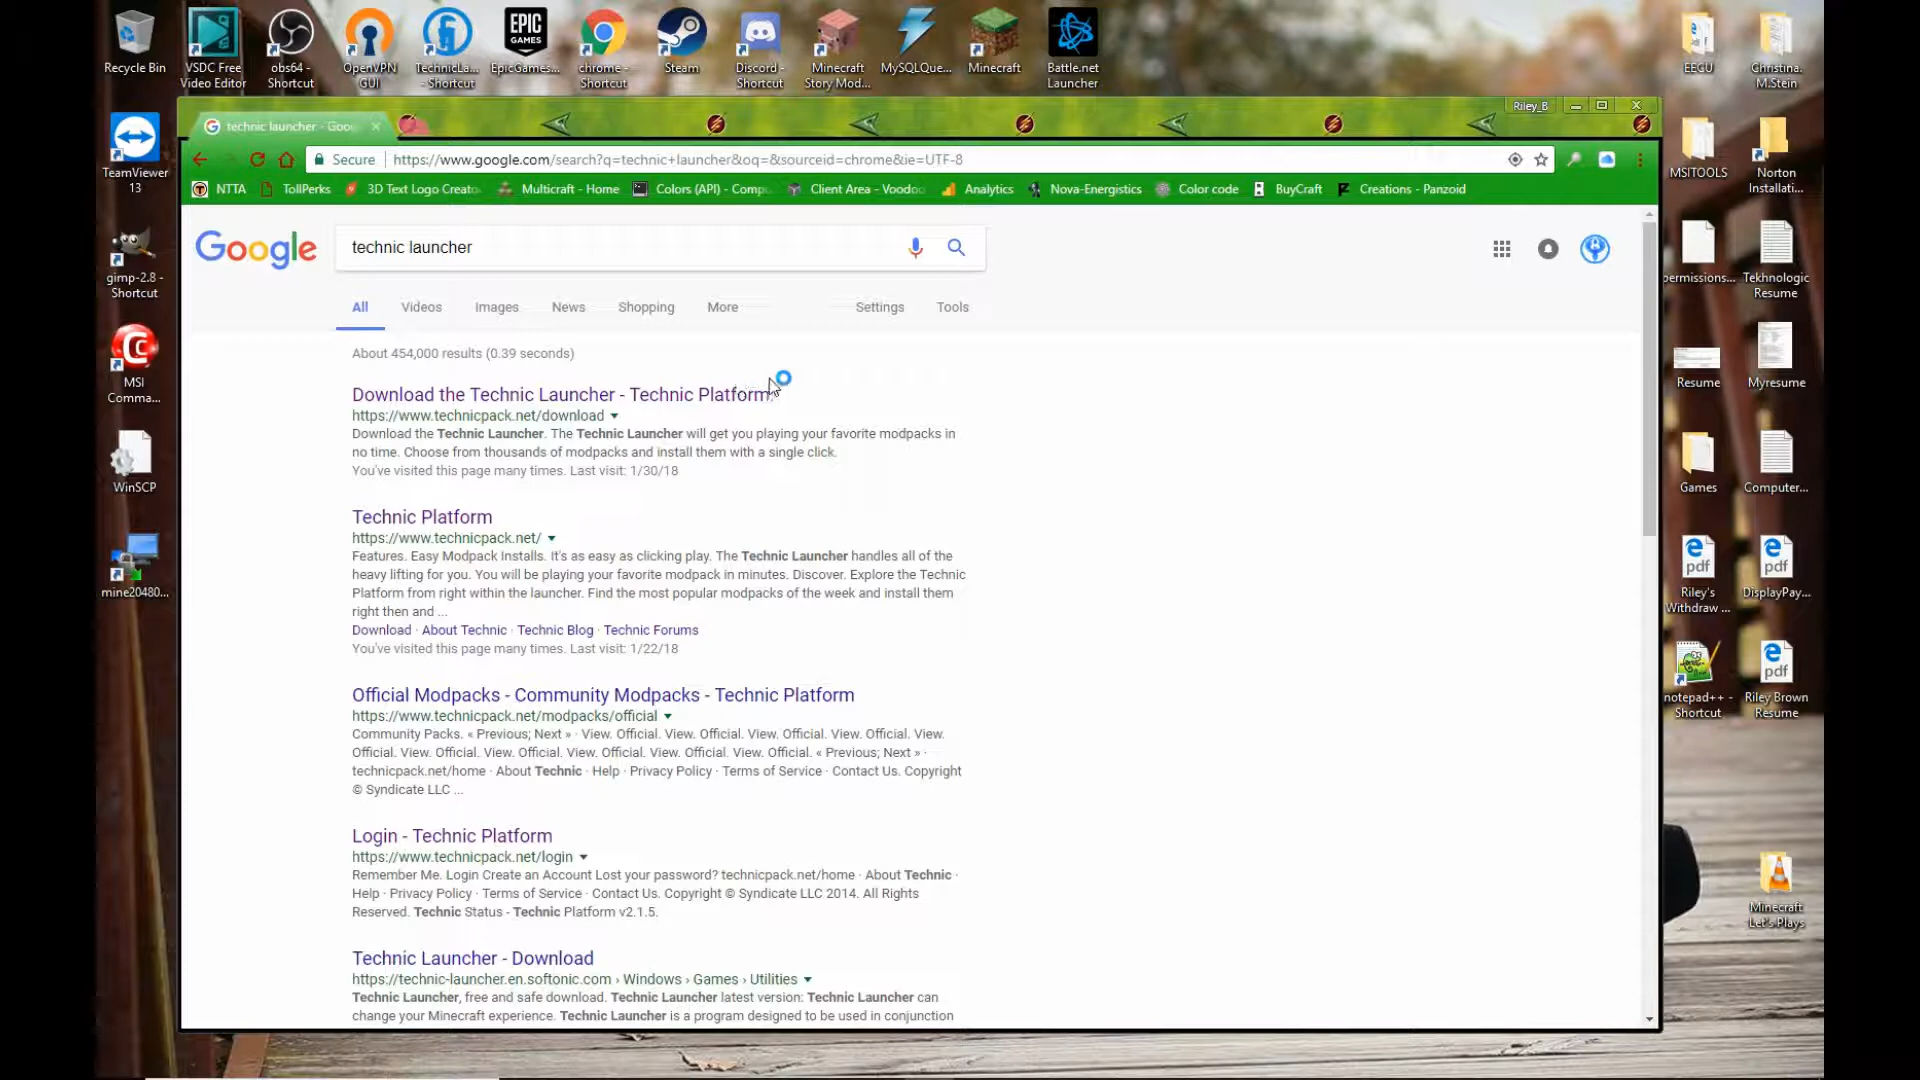 Recycle Bin
VSDC Free Video Editor
obs64 - Shortcut
OpenVPN GUI
TechnicLa... - Shortcut
EPIC GAMES
EpicGames...
chrome - Shortcut
Steam
Discord - Shortcut
Minecraft Story Mod...
MySQLQue...
Minecraft
Battle.net Launcher
EEGU
Christina.M.Stein
TeamViewer 13
gimp-2.8 - Shortcut
MSI Comma...
WinSCP
mine20480...
Riley_B
technic launcher - Goo
Secure
https://www.google.com/search?q=technic+launcher&oq=&sourceid=chrome&ie=UTF-8
NTTA
TollPerks
3D Text Logo Creato
Multicraft - Home
Colors (API) - Compu
Client Area - Voodoo
Analytics
Nova-Energistics
Color code
BuyCraft
Creations - Panzoid
Google
technic launcher
All Videos Images News Shopping More Settings Tools
About 454,000 results (0.39 seconds)
Download the Technic Launcher - Technic Platform
https://www.technicpack.net/download
Download the Technic Launcher. The Technic Launcher will get you playing your favorite modpacks in
no time. Choose from thousands of modpacks and install them with a single click.
You've visited this page many times. Last visit: 1/30/18
Technic Platform
https://www.technicpack.net/
Features. Easy Modpack Installs. It's as easy as clicking play. The Technic Launcher handles all of the
heavy lifting for you. You will be playing your favorite modpack in minutes. Discover. Explore the Technic
Platform from right within the launcher. Find the most popular modpacks of the week and install them
right then and ...
Download · About Technic · Technic Blog · Technic Forums
You've visited this page many times. Last visit: 1/22/18
Official Modpacks - Community Modpacks - Technic Platform
https://www.technicpack.net/modpacks/official
Community Packs. « Previous; Next » · View. Official. View. Official. View. Official. View. Official. View.
Official. View. Official. View. Official. View. Official. View. Official. View. Official. « Previous; Next » ·
technicpack.net/home · About Technic · Help · Privacy Policy · Terms of Service · Contact Us. Copyright
© Syndicate LLC ...
Login - Technic Platform
https://www.technicpack.net/login
Remember Me. Login Create an Account Lost your password? technicpack.net/home · About Technic ·
Help · Privacy Policy · Terms of Service · Contact Us. Copyright © Syndicate LLC 2014. All Rights
Reserved. Technic Status - Technic Platform v2.1.5.
Technic Launcher - Download
https://technic-launcher.en.softonic.com › Windows › Games › Utilities
Technic Launcher, free and safe download. Technic Launcher latest version: Technic Launcher can
change your Minecraft experience. Technic Launcher is a program designed to be used in conjunction
MSITOOLS
Norton Installati...
permissions...
Tekhnologic Resume
Resume
Myresume
Games
Computer...
pdf
Riley's Withdraw ...
pdf
DisplayPay...
notepad++ - Shortcut
pdf
Riley Brown Resume
Minecraft Let's Plays